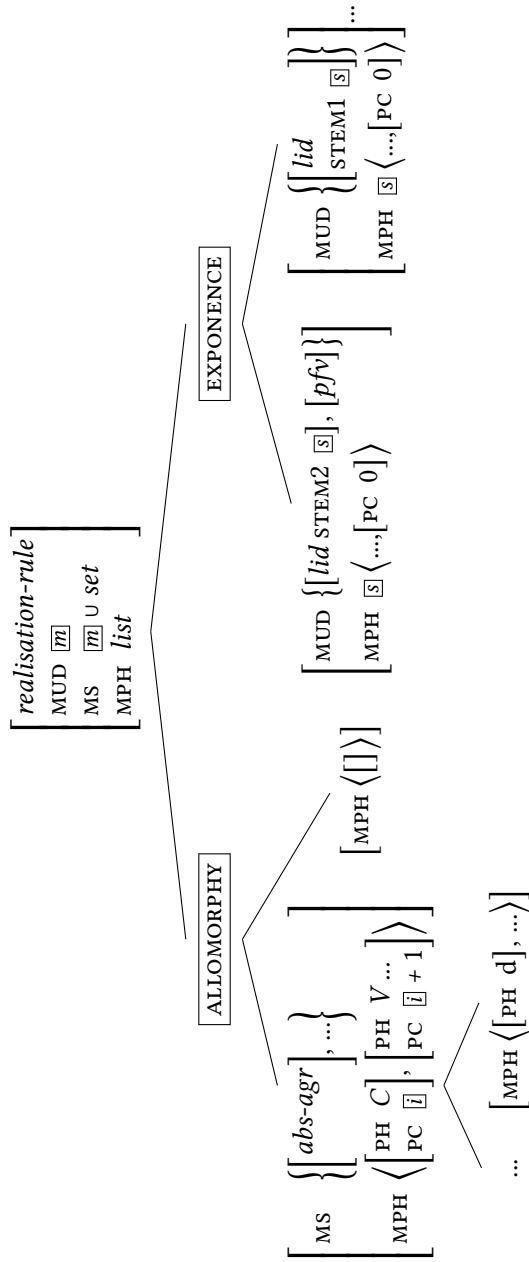 realisation-rule
MUD m
MS m ∪ set
MPH list
ALLOMORPHY
EXPONENCE
MS { [abs-agr], ... }
MPH ⟨ [PH C, PC i], [PH V ..., PC i + 1] ⟩
[MPH ⟨[]⟩]
MUD {[lid STEM2 s], [pfv]}
MPH s ⟨...,[PC 0]⟩
MUD { [lid
STEM1 s] }
MPH s ⟨...,[PC 0]⟩
...
...
[MPH ⟨[PH d], ...⟩]